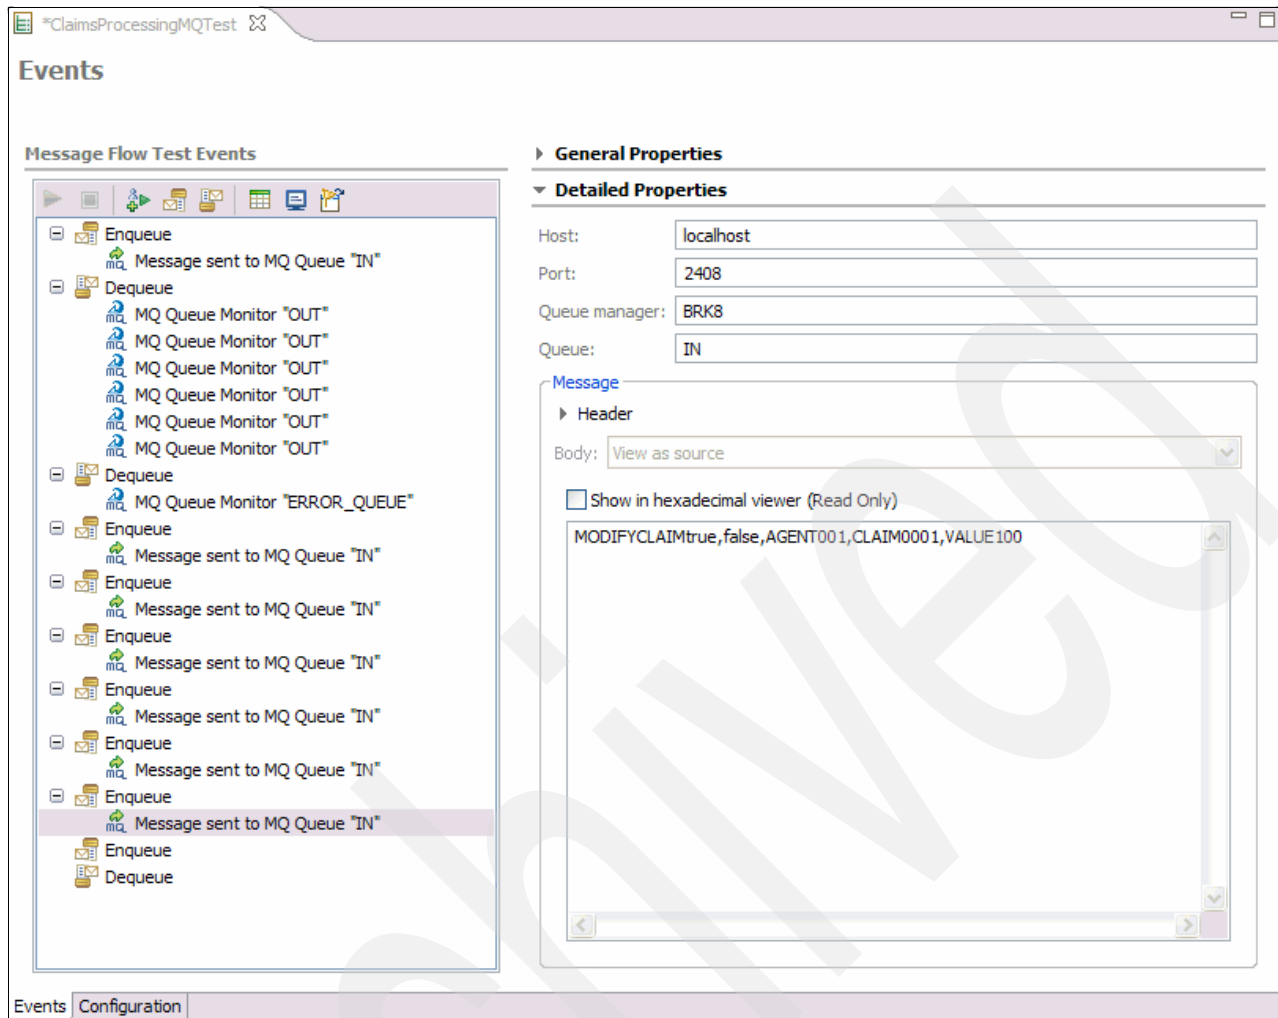 *ClaimsProcessingMQTest
Events
Message Flow Test Events
Enqueue
Message sent to MQ Queue "IN"
Dequeue
MQ Queue Monitor "OUT"
MQ Queue Monitor "OUT"
MQ Queue Monitor "OUT"
MQ Queue Monitor "OUT"
MQ Queue Monitor "OUT"
MQ Queue Monitor "OUT"
Dequeue
MQ Queue Monitor "ERROR_QUEUE"
Enqueue
Message sent to MQ Queue "IN"
Enqueue
Message sent to MQ Queue "IN"
Enqueue
Message sent to MQ Queue "IN"
Enqueue
Message sent to MQ Queue "IN"
Enqueue
Message sent to MQ Queue "IN"
Enqueue
Message sent to MQ Queue "IN"
Enqueue
Dequeue
General Properties
Detailed Properties
Host: localhost
Port: 2408
Queue manager: BRK8
Queue: IN
Message
Header
Body: View as source
Show in hexadecimal viewer (Read Only)
MODIFYCLAIMtrue,false,AGENT001,CLAIM0001,VALUE100
Events Configuration